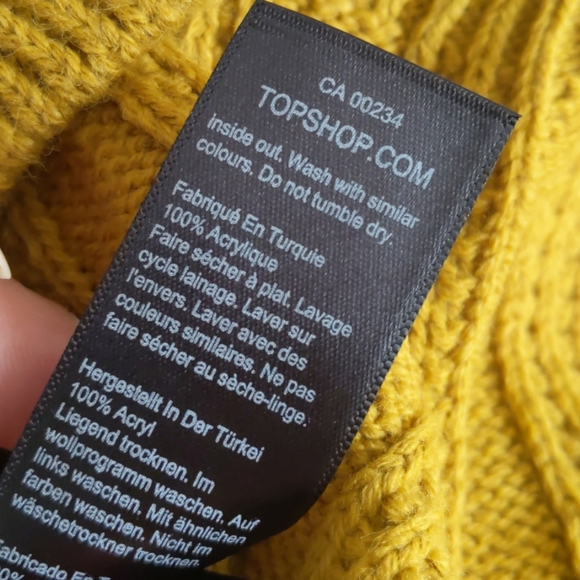 CA 00234
TOPSHOP.COM
inside out. Wash with similar
colours. Do not tumble dry.
Fabriqué En Turquie
100% Acrylique
Faire sécher à plat. Lavage
cycle lainage. Laver sur
l'envers. Laver avec des
couleurs similaires. Ne pas
faire sécher au sèche-linge.
Hergestellt In Der Türkei
100% Acryl
Liegend trocknen. Im
wollprogramm waschen. Auf
links waschen. Mit ähnlichen
farben waschen. Nicht im
wäschetrockner trocknen.
Fabricado En